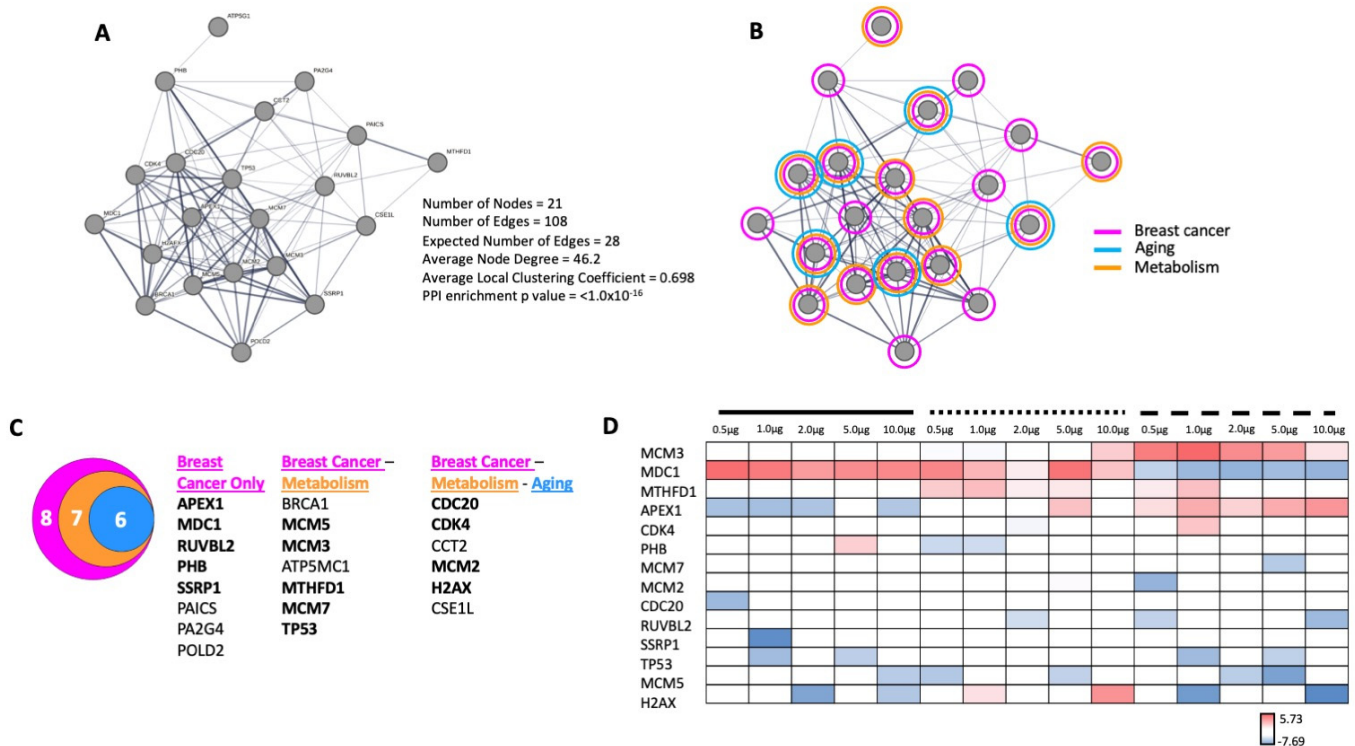 A
ATP5G1
PHB
PA2G4
CCT2
PAICS
MTHFD1
CDC20
CDK4
TP53
RUVBL2
APEX1
MCM7
MDC1
CSE1L
H2AFX
MCM2
MCM3
MCM5
BRCA1
SSRP1
POLD2
Number of Nodes = 21
Number of Edges = 108
Expected Number of Edges = 28
Average Node Degree = 46.2
Average Local Clustering Coefficient = 0.698
PPI enrichment p value = <1.0x10⁻¹⁶
B
Breast cancer
Aging
Metabolism
C
8 7 6
Breast
Cancer Only
APEX1
MDC1
RUVBL2
PHB
SSRP1
PAICS
PA2G4
POLD2
Breast Cancer –
Metabolism
BRCA1
MCM5
MCM3
ATP5MC1
MTHFD1
MCM7
TP53
Breast Cancer –
Metabolism - Aging
CDC20
CDK4
CCT2
MCM2
H2AX
CSE1L
D
0.5µg 1.0µg 2.0µg 5.0µg 10.0µg 0.5µg 1.0µg 2.0µg 5.0µg 10.0µg 0.5µg 1.0µg 2.0µg 5.0µg 10.0µg
MCM3
MDC1
MTHFD1
APEX1
CDK4
PHB
MCM7
MCM2
CDC20
RUVBL2
SSRP1
TP53
MCM5
H2AX
5.73
-7.69